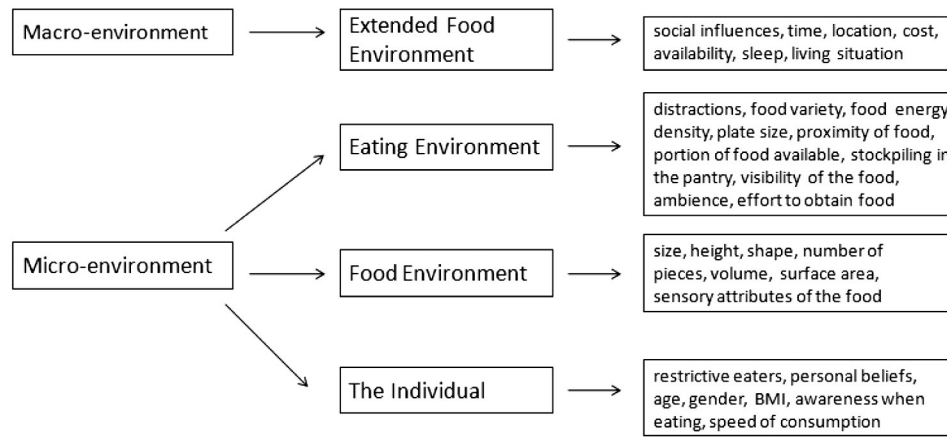 Macro-environment
Extended Food
Environment
social influences, time, location, cost,
availability, sleep, living situation
Eating Environment
distractions, food variety, food energy
density, plate size, proximity of food,
portion of food available, stockpiling in
the pantry, visibility of the food,
ambience, effort to obtain food
Micro-environment
Food Environment
size, height, shape, number of
pieces, volume, surface area,
sensory attributes of the food
The Individual
restrictive eaters, personal beliefs,
age, gender, BMI, awareness when
eating, speed of consumption